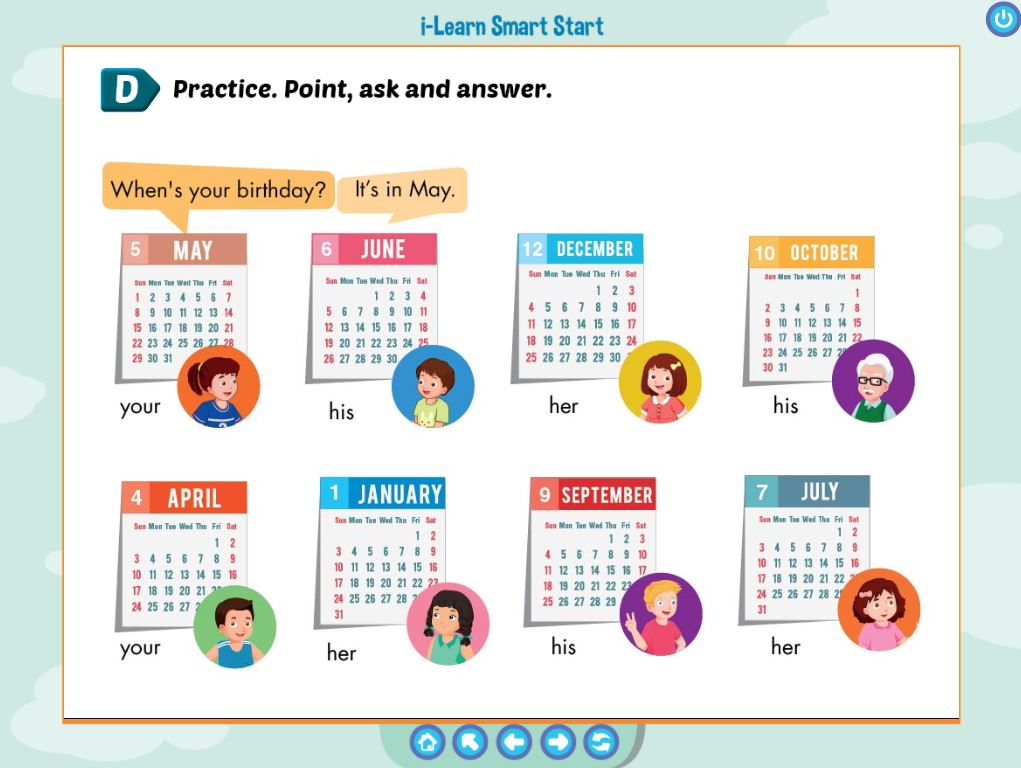 i-Learn Smart Start
D Practice. Point, ask and answer.
When's your birthday?
It's in May.
5 MAY
Sun Mon Tue Wed Thu Fri Sat
1 2 3 4 5 6 7
8 9 10 11 12 13 14
15 16 17 18 19 20 21
22 23 24 25 26 27 28
29 30 31
your
6 JUNE
Sun Mon Tue Wed Thu Fri Sat
1 2 3 4
5 6 7 8 9 10 11
12 13 14 15 16 17 18
19 20 21 22 23 24 25
26 27 28 29 30
his
12 DECEMBER
Sun Mon Tue Wed Thu Fri Sat
1 2 3
4 5 6 7 8 9 10
11 12 13 14 15 16 17
18 19 20 21 22 23 24
25 26 27 28 29 30
her
10 OCTOBER
Sun Mon Tue Wed Thu Fri Sat
1
2 3 4 5 6 7 8
9 10 11 12 13 14 15
16 17 18 19 20 21 22
23 24 25 26 27
30 31
his
4 APRIL
Sun Mon Tue Wed Thu Fri Sat
1 2
3 4 5 6 7 8 9
10 11 12 13 14 15 16
17 18 19 20 21
24 25 26 27
your
1 JANUARY
Sun Mon Tue Wed Thu Fri Sat
1 2
3 4 5 6 7 8 9
10 11 12 13 14 15 16
17 18 19 20 21 22 23
24 25 26 27 28
31
her
9 SEPTEMBER
Sun Mon Tue Wed Thu Fri Sat
1 2 3
4 5 6 7 8 9 10
11 12 13 14 15 16 17
18 19 20 21 22 23
25 26 27 28 29
his
7 JULY
Sun Mon Tue Wed Thu Fri Sat
1 2
3 4 5 6 7 8 9
10 11 12 13 14 15 16
17 18 19 20 21 22
24 25 26 27 28
31
her